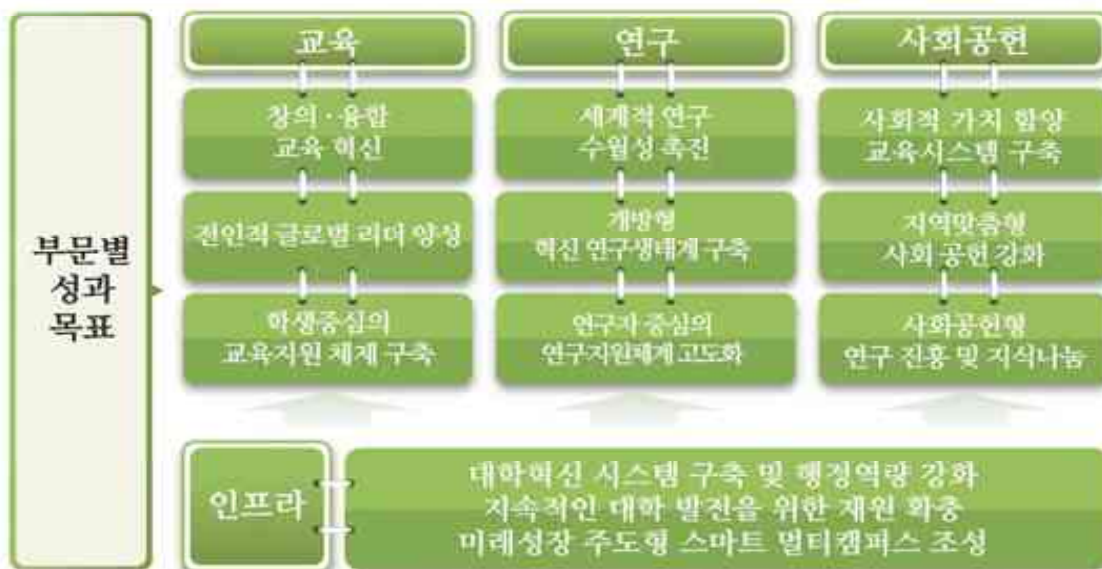 부문별
성과
목표
교육
창의·융합
교육 혁신
전인적 글로벌 리더 양성
학생중심의
교육지원 체제 구축
연구
세계적 연구
수월성 촉진
개방형
혁신 연구생태계 구축
연구자 중심의
연구지원체계 고도화
사회공헌
사회적 가치 함양
교육시스템 구축
지역맞춤형
사회 공헌 강화
사회공헌형
연구 진흥 및 지식나눔
인프라
대학혁신 시스템 구축 및 행정역량 강화
지속적인 대학 발전을 위한 재원 확충
미래성장 주도형 스마트 멀티캠퍼스 조성